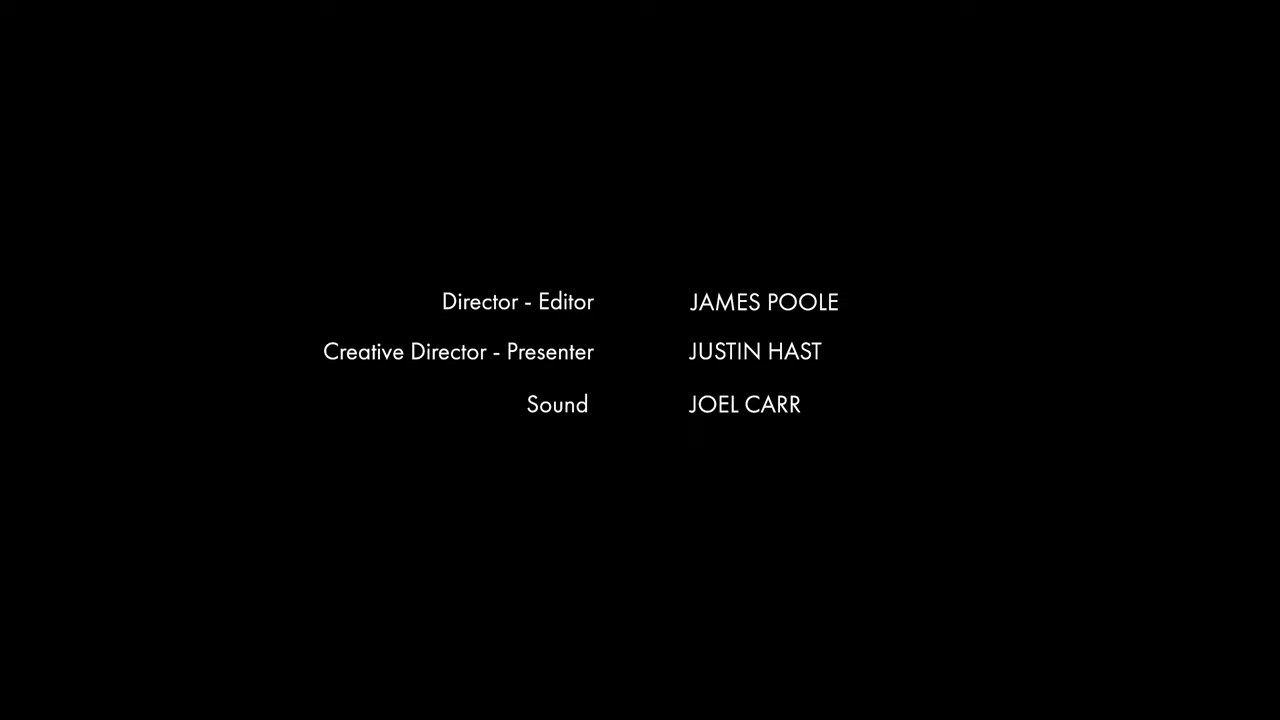 Director - Editor JAMES POOLE
Creative Director - Presenter JUSTIN HAST
Sound JOEL CARR